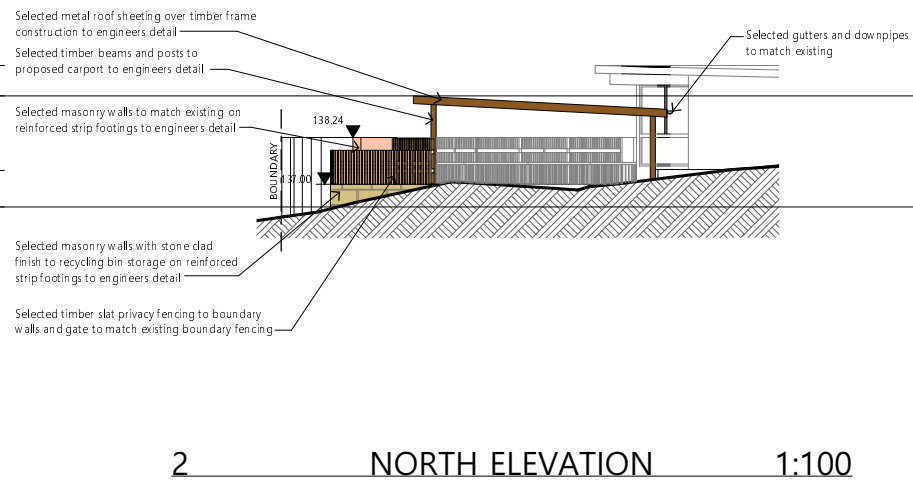 Selected metal roof sheeting over timber frame
construction to engineers detail
Selected timber beams and posts to
proposed carport to engineers detail
Selected masonry walls to match existing on
reinforced strip footings to engineers detail
Selected gutters and downpipes
to match existing
138.24
BOUNDARY
137.00
Selected masonry walls with stone clad
finish to recycling bin storage on reinforced
strip footings to engineers detail
Selected timber slat privacy fencing to boundary
walls and gate to match existing boundary fencing
2 NORTH ELEVATION 1:100